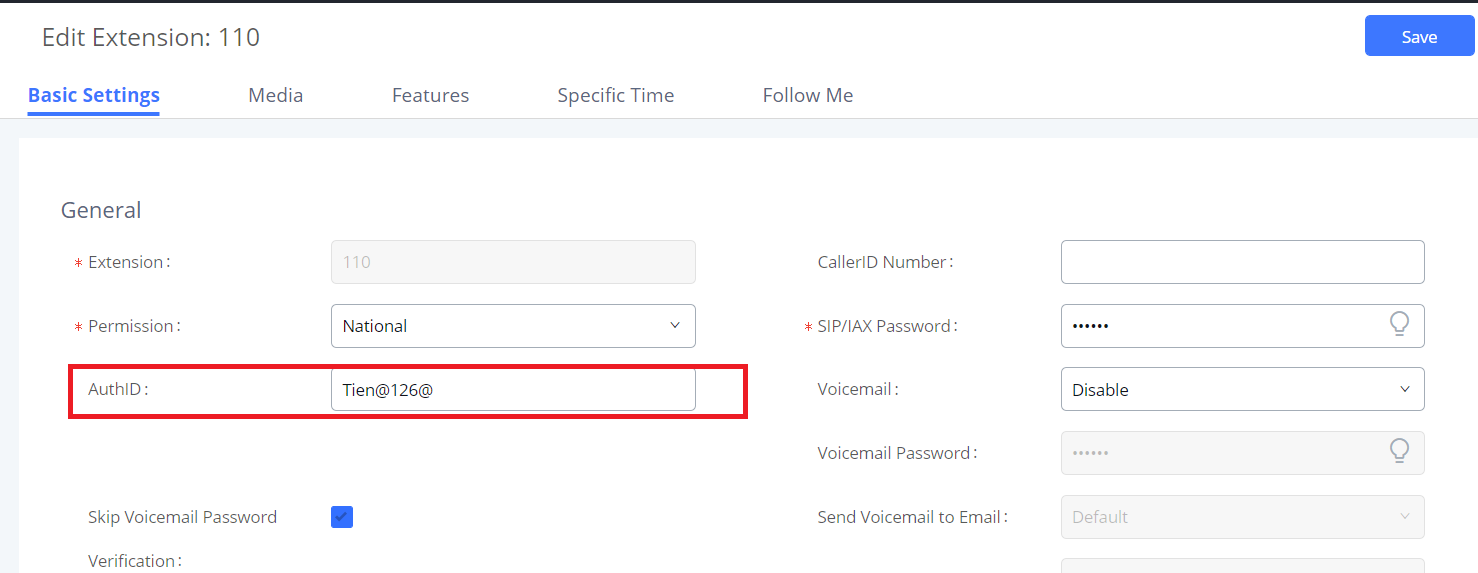 Edit Extension: 110
Save
Basic Settings Media Features Specific Time Follow Me
General
* Extension: 110 CallerID Number:
* Permission: National * SIP/IAX Password: ••••••
AuthID: Tien@126@ Voicemail: Disable
Voicemail Password: ••••••
Skip Voicemail Password Send Voicemail to Email: Default
Verification: